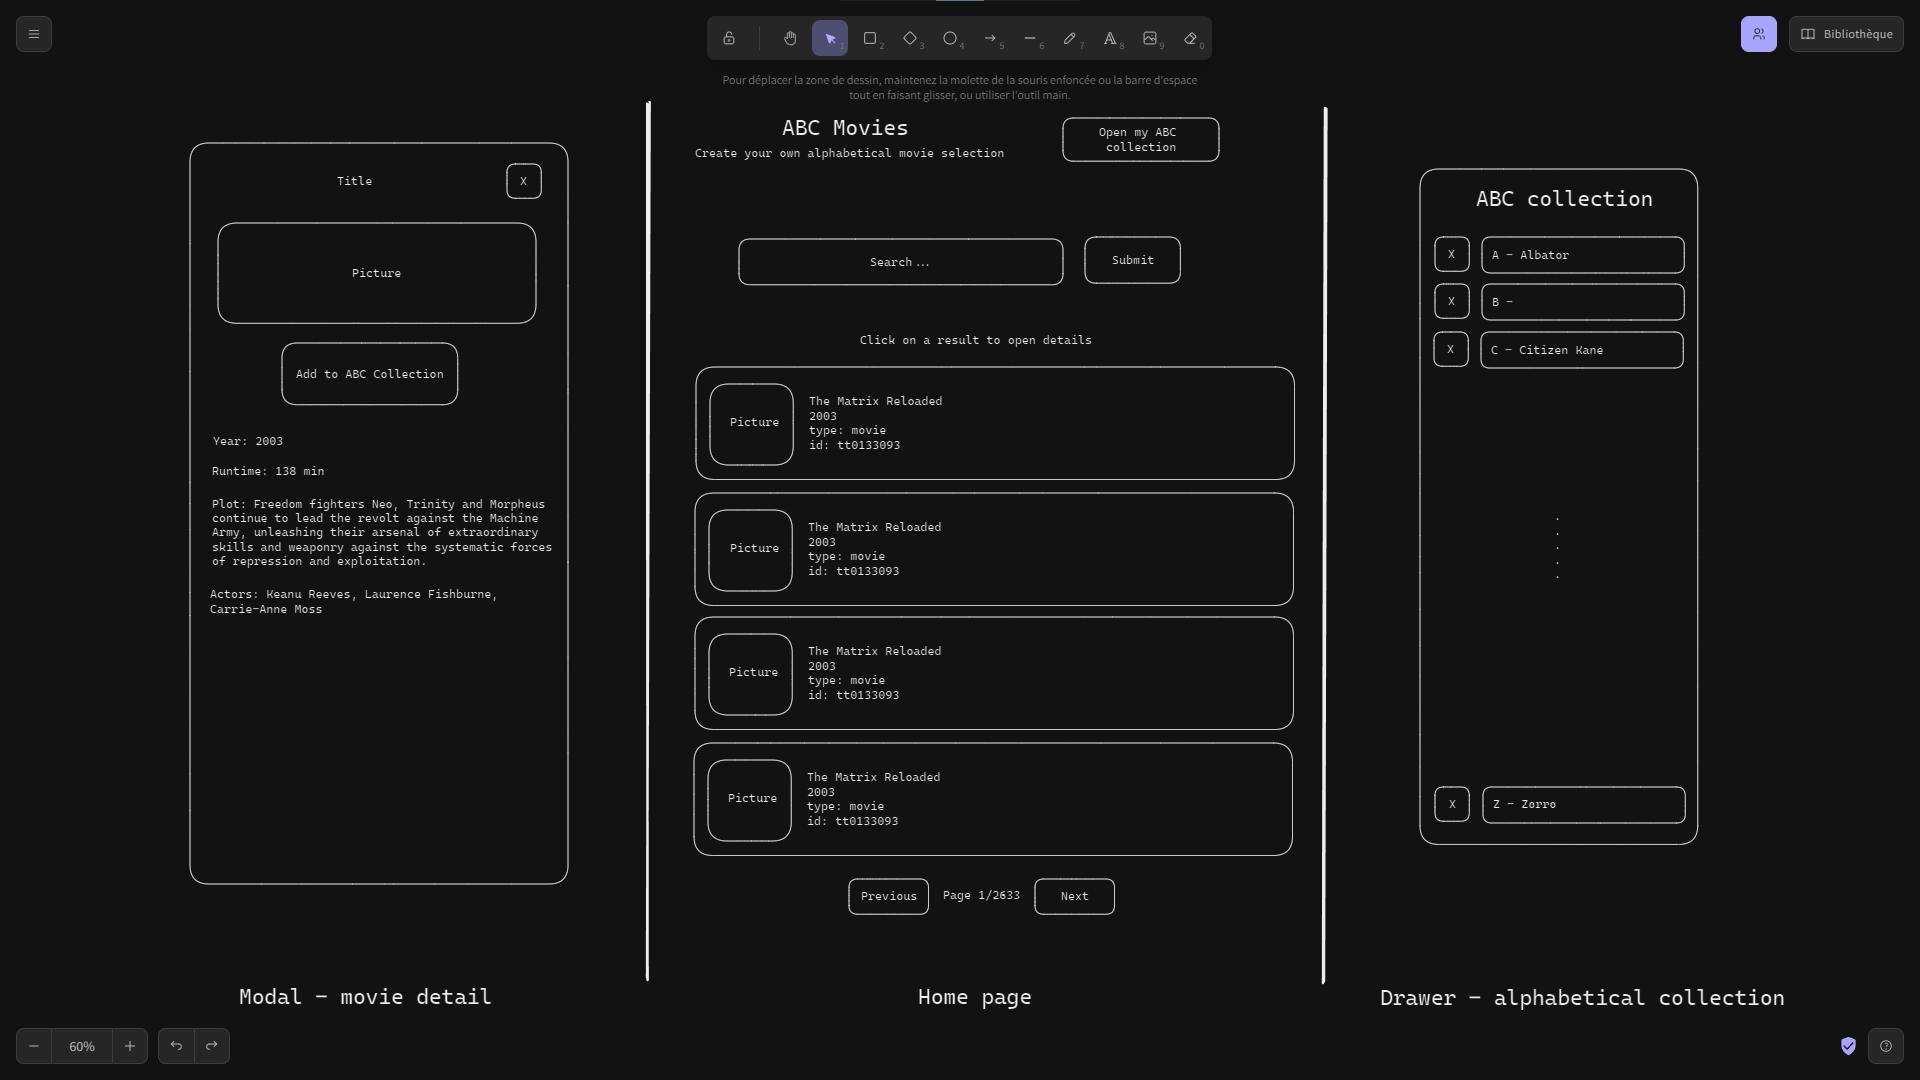 1
2
3
4
5
6
7
8
9
0
Bibliothèque
Pour déplacer la zone de dessin, maintenez la molette de la souris enfoncée ou la barre d'espace
tout en faisant glisser, ou utiliser l'outil main.
Title
X
Picture
Add to ABC Collection
Year: 2003
Runtime: 138 min
Plot: Freedom fighters Neo, Trinity and Morpheus
continue to lead the revolt against the Machine
Army, unleashing their arsenal of extraordinary
skills and weaponry against the systematic forces
of repression and exploitation.
Actors: Keanu Reeves, Laurence Fishburne,
Carrie-Anne Moss
Modal - movie detail
ABC Movies
Create your own alphabetical movie selection
Open my ABC
collection
Search...
Submit
Click on a result to open details
Picture
The Matrix Reloaded
2003
type: movie
id: tt0133093
Picture
The Matrix Reloaded
2003
type: movie
id: tt0133093
Picture
The Matrix Reloaded
2003
type: movie
id: tt0133093
Picture
The Matrix Reloaded
2003
type: movie
id: tt0133093
Previous
Page 1/2633
Next
Home page
ABC collection
X
A - Albator
X
B -
X
C - Citizen Kane
.
.
.
.
.
X
Z - Zorro
Drawer - alphabetical collection
60%